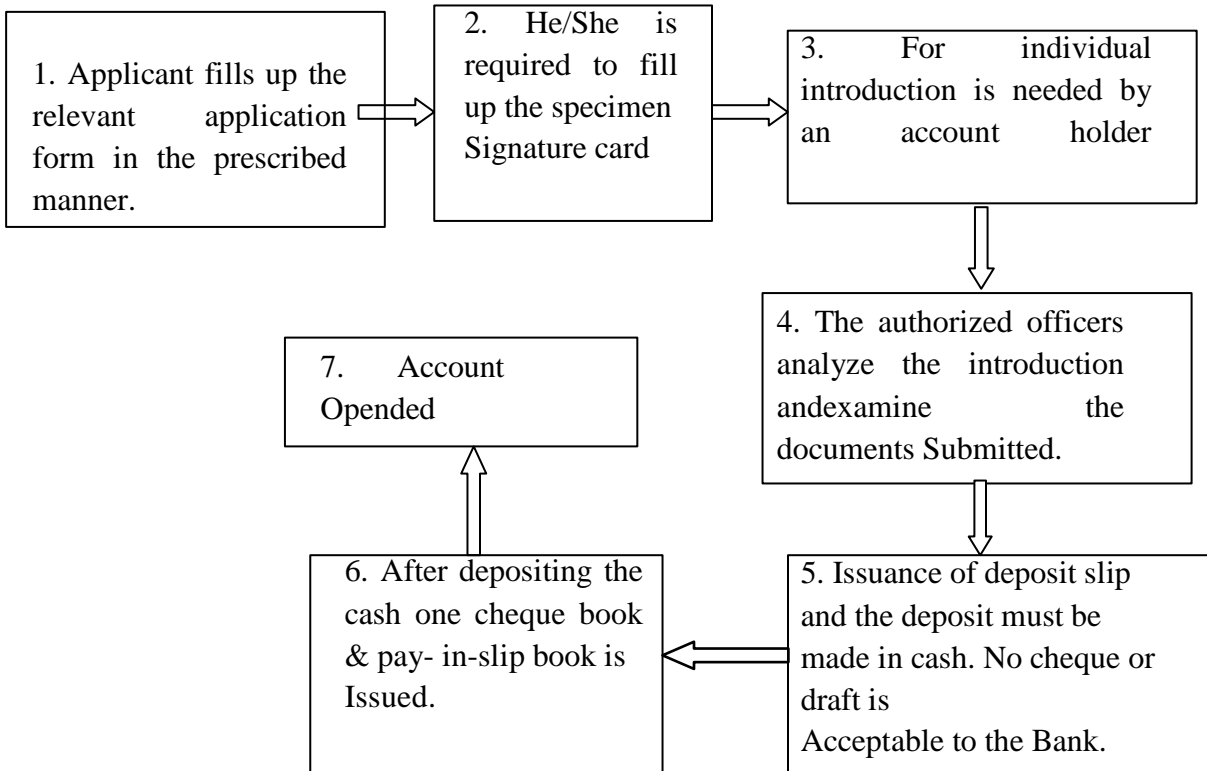 1. Applicant fills up the
relevant application
form in the prescribed
manner.
2. He/She is
required to fill
up the specimen
Signature card
3. For individual
introduction is needed by
an account holder
4. The authorized officers
analyze the introduction
andexamine the
documents Submitted.
5. Issuance of deposit slip
and the deposit must be
made in cash. No cheque or
draft is
Acceptable to the Bank.
6. After depositing the
cash one cheque book
& pay- in-slip book is
Issued.
7. Account
Opended